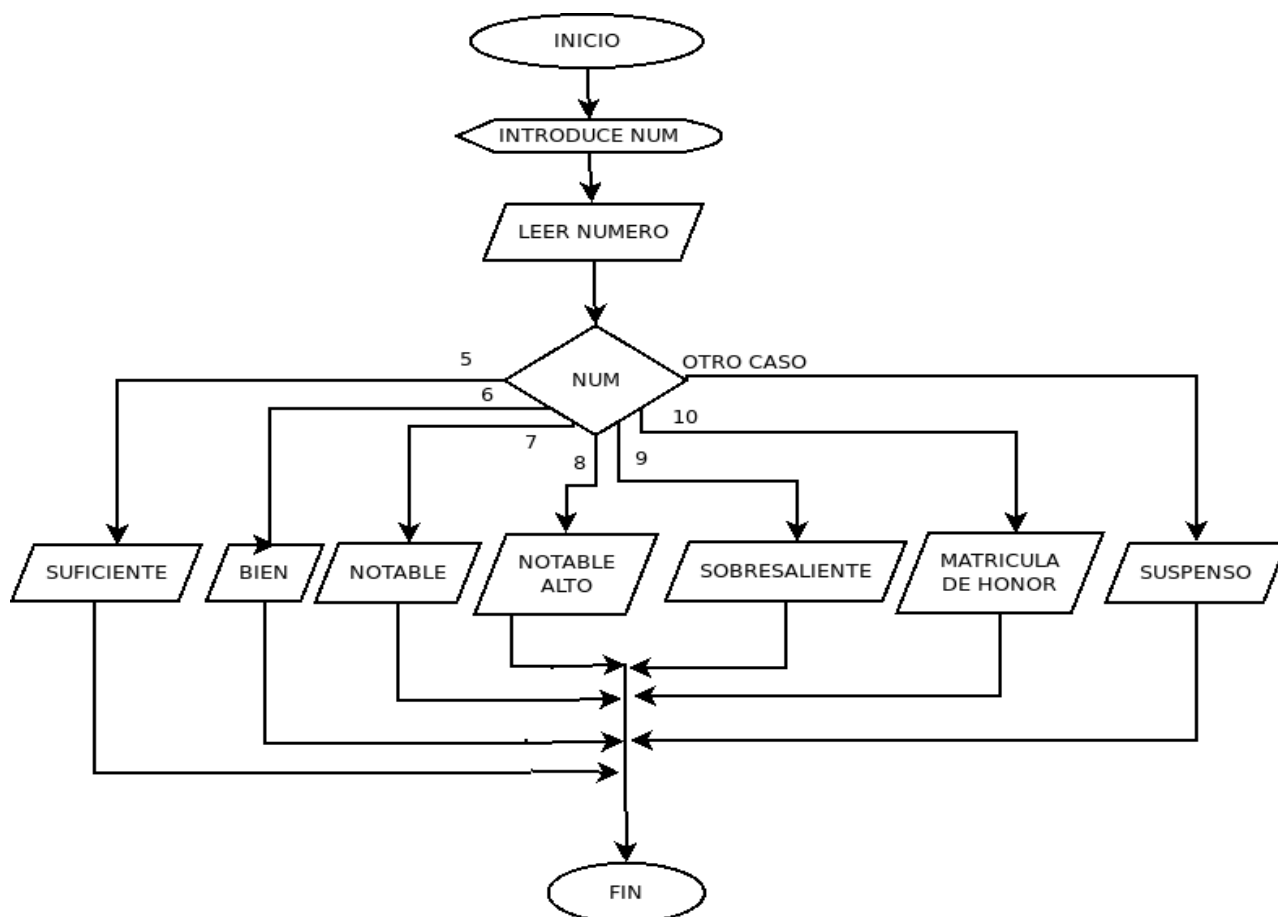 INICIO
INTRODUCE NUM
LEER NUMERO
NUM
5
OTRO CASO
6
7
8
9
10
SUFICIENTE
BIEN
NOTABLE
NOTABLE
ALTO
SOBRESALIENTE
MATRICULA
DE HONOR
SUSPENSO
FIN